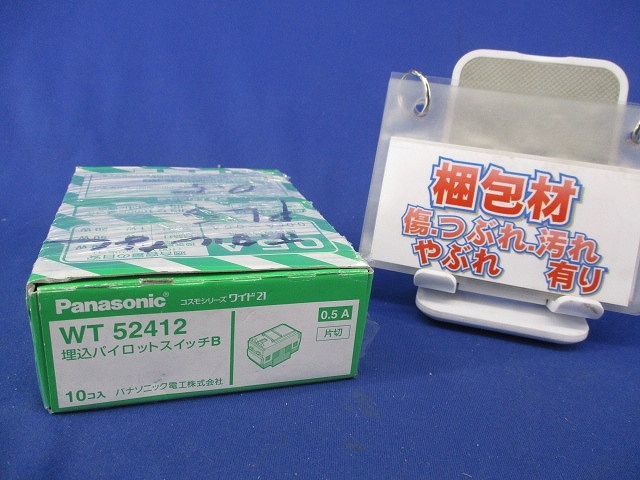 Panasonic® コスモシリーズ ワイド21
WT 52412
埋込パイロットスイッチB
10コ入 パナソニック電工株式会社
0.5 A
片切
梱包材
傷・つぶれ・汚れ
やぶれ 有り